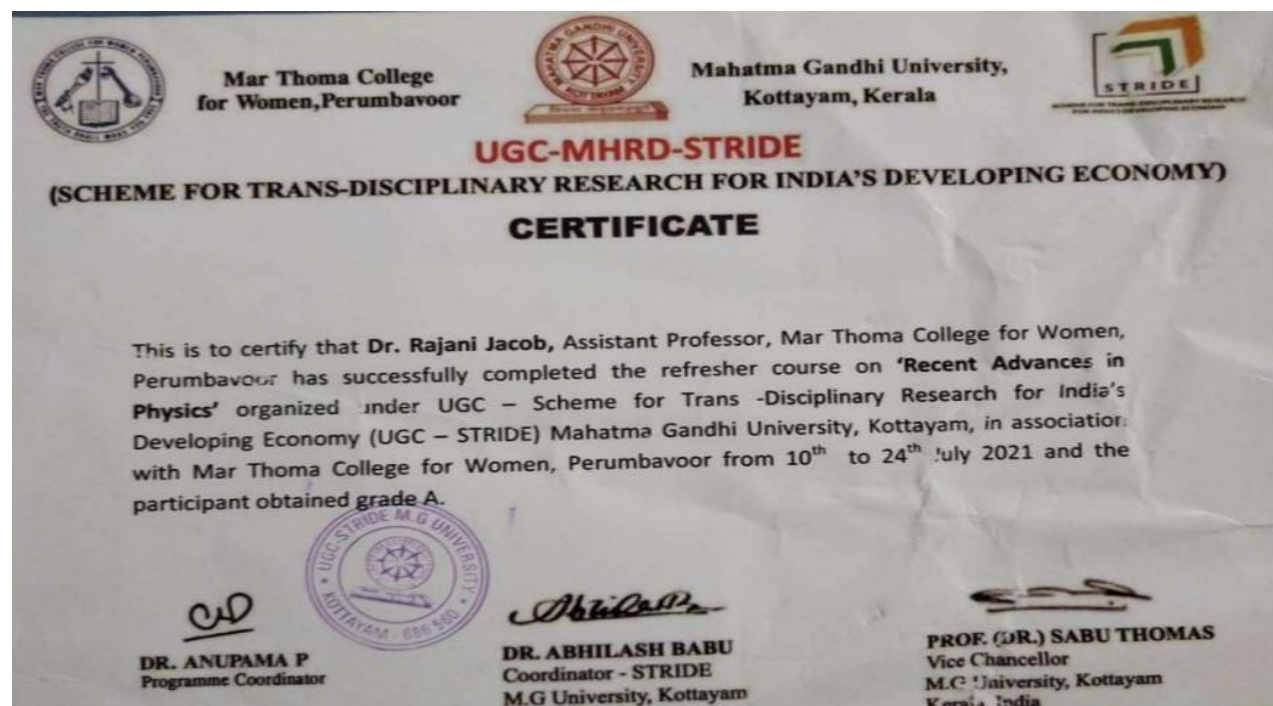 Mar Thoma College
for Women,Perumbavoor
Mahatma Gandhi University,
Kottayam, Kerala
STRIDE
UGC-MHRD-STRIDE
(SCHEME FOR TRANS-DISCIPLINARY RESEARCH FOR INDIA'S DEVELOPING ECONOMY)
CERTIFICATE
This is to certify that Dr. Rajani Jacob, Assistant Professor, Mar Thoma College for Women,
Perumbavoor has successfully completed the refresher course on 'Recent Advances in
Physics' organized under UGC – Scheme for Trans -Disciplinary Research for India's
Developing Economy (UGC – STRIDE) Mahatma Gandhi University, Kottayam, in association
with Mar Thoma College for Women, Perumbavoor from 10th to 24th July 2021 and the
participant obtained grade A.
UGC-STRIDE M.G UNIVERSITY
KOTTAYAM - 686 560
DR. ANUPAMA P
Programme Coordinator
DR. ABHILASH BABU
Coordinator - STRIDE
M.G University, Kottayam
PROF. (DR.) SABU THOMAS
Vice Chancellor
M.G University, Kottayam
Kerala, India